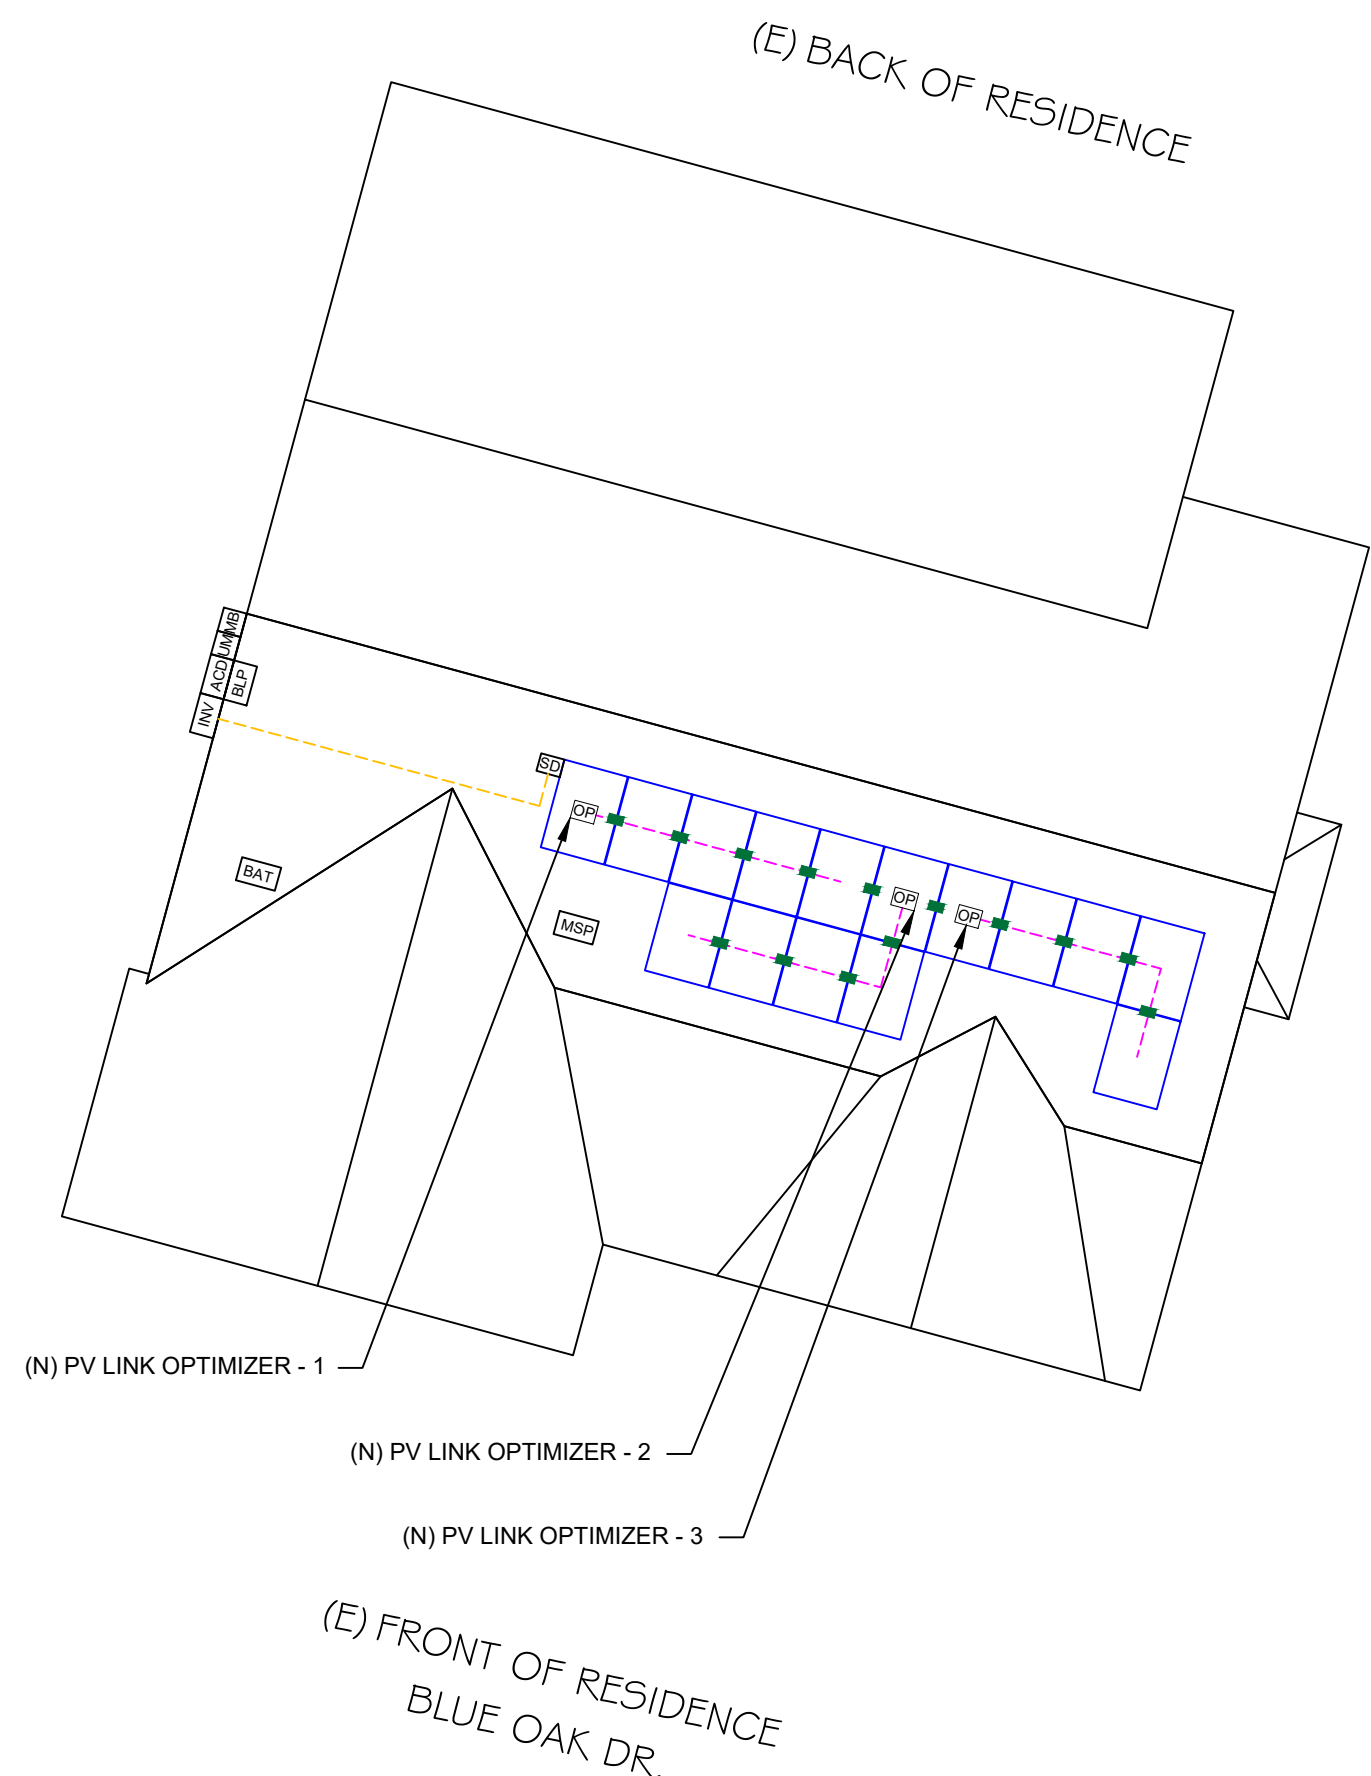 (E) BACK OF RESIDENCE
MB
UM
ACD
BLP
INV
SD
OP
BAT
OP
OP
MSP
(N) PV LINK OPTIMIZER - 1
(N) PV LINK OPTIMIZER - 2
(N) PV LINK OPTIMIZER - 3
(E) FRONT OF RESIDENCE
BLUE OAK DR.